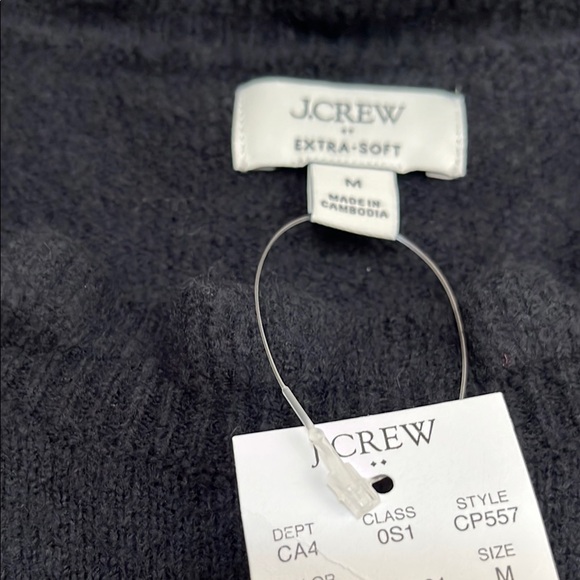 J.CREW
EXTRA-SOFT
M
MADE IN
CAMBODIA
J.CREW
DEPT CLASS STYLE
CA4 0S1 CP557
SIZE
M